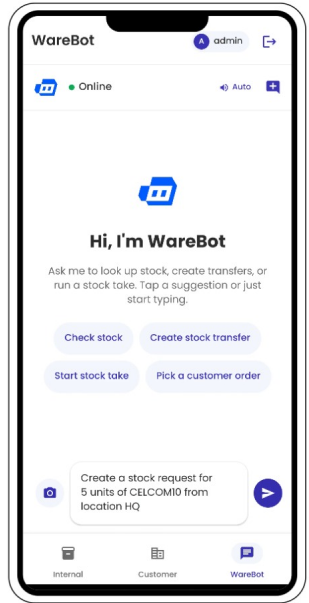 WareBot
A admin
Online
Auto
Hi, I'm WareBot
Ask me to look up stock, create transfers, or
run a stock take. Tap a suggestion or just
start typing.
Check stock
Create stock transfer
Start stock take
Pick a customer order
Create a stock request for
5 units of CELCOM10 from
location HQ
Internal
Customer
WareBot